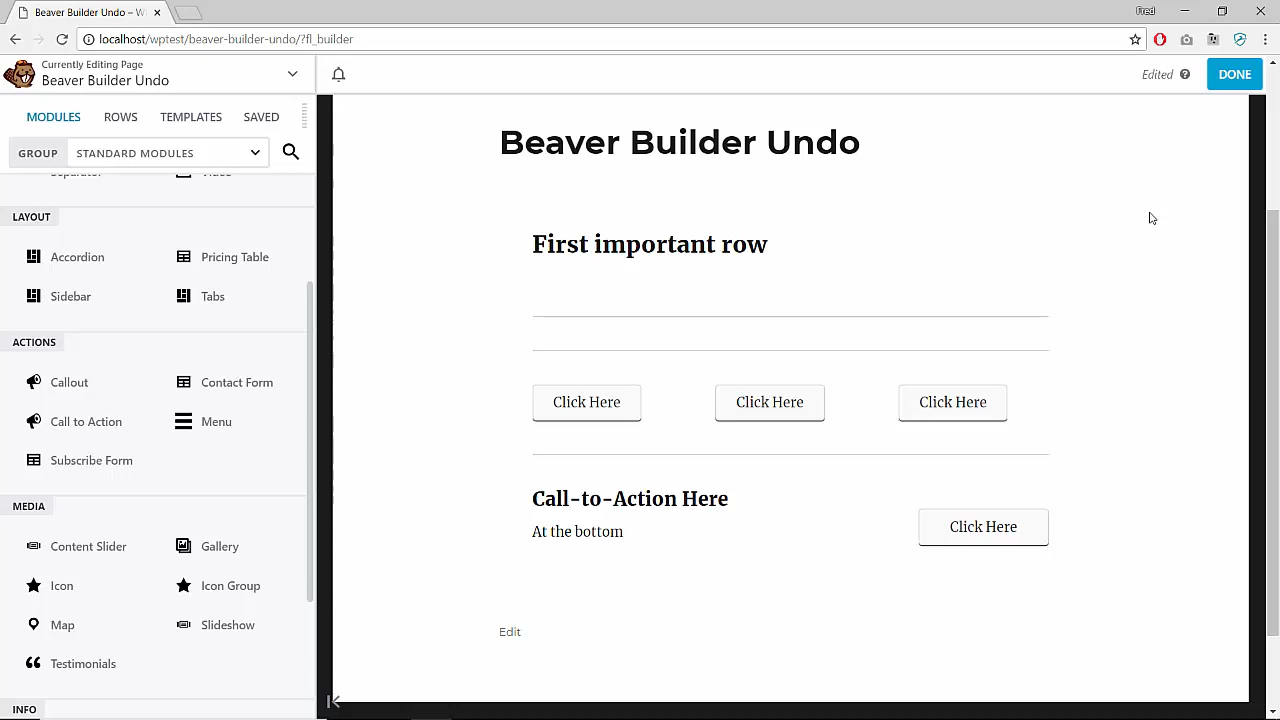 Beaver Builder Undo – W
Fred
localhost/wptest/beaver-builder-undo/?fl_builder
Currently Editing Page
Beaver Builder Undo
Edited
DONE
MODULES ROWS TEMPLATES SAVED
GROUP STANDARD MODULES
Separator Video
LAYOUT
Accordion Pricing Table
Sidebar Tabs
ACTIONS
Callout Contact Form
Call to Action Menu
Subscribe Form
MEDIA
Content Slider Gallery
Icon Icon Group
Map Slideshow
Testimonials
INFO
Beaver Builder Undo
First important row
Click Here Click Here Click Here
Call-to-Action Here
At the bottom
Click Here
Edit